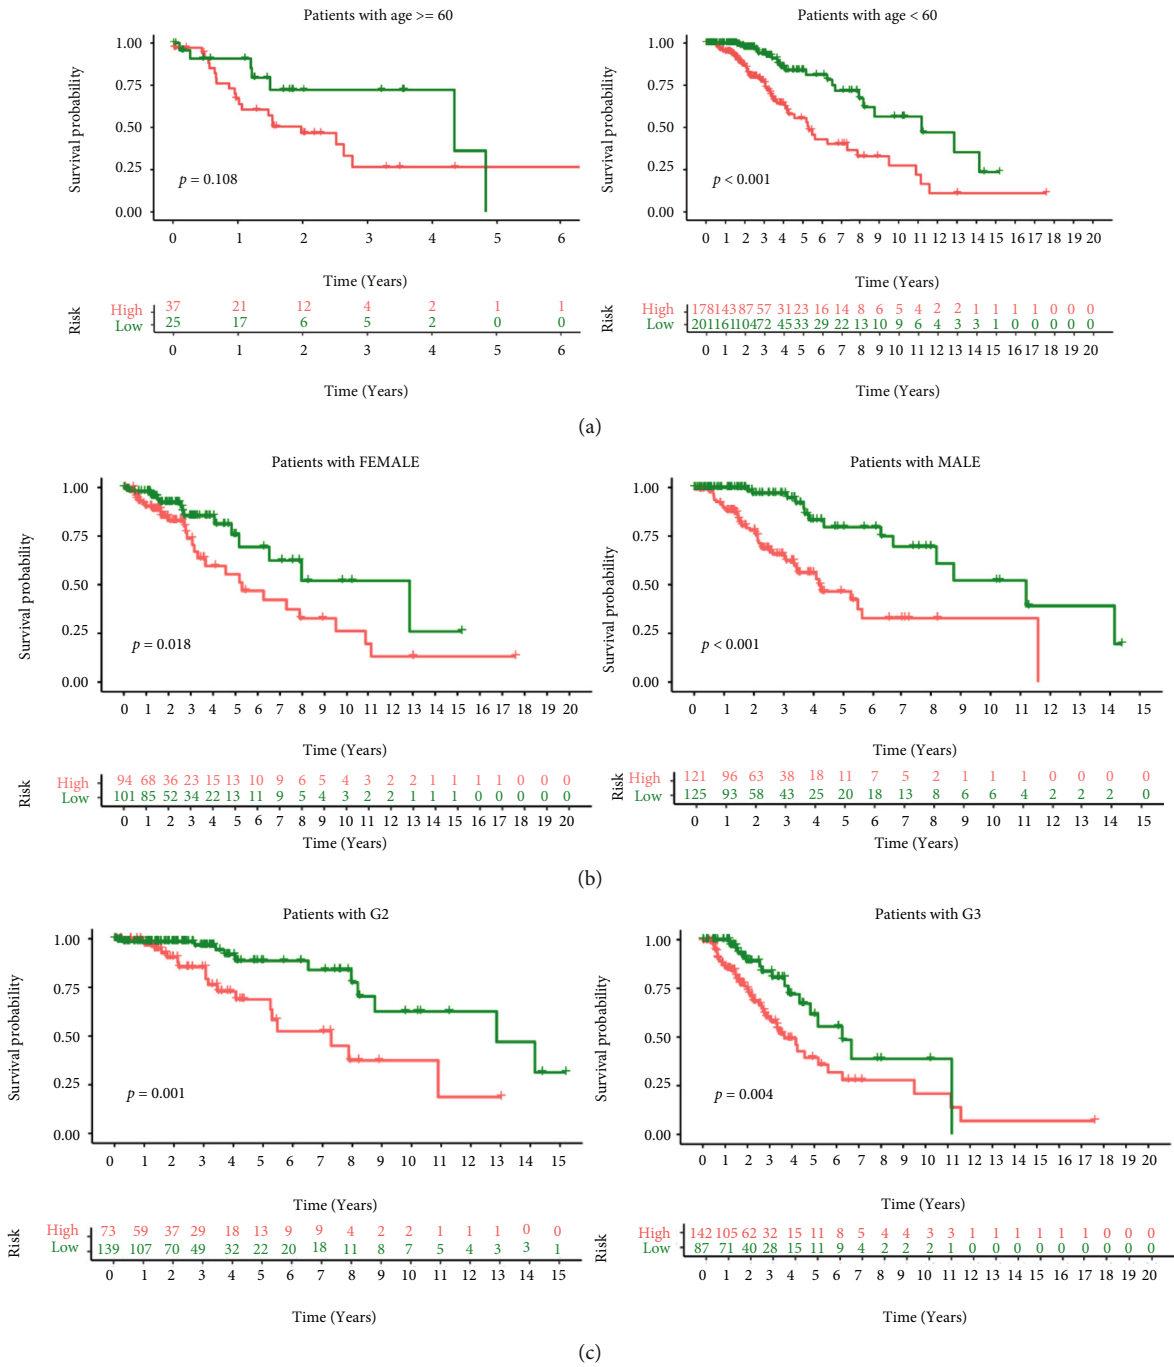 Patients with age >= 60
Survival probability
1.00
0.75
0.50
0.25
0.00
p = 0.108
0 1 2 3 4 5 6
Time (Years)
Risk
High 37 21 12 4 2 1 1
Low 25 17 6 5 2 0 0
0 1 2 3 4 5 6
Time (Years)
Patients with age < 60
Survival probability
1.00
0.75
0.50
0.25
0.00
p < 0.001
0 1 2 3 4 5 6 7 8 9 10 11 12 13 14 15 16 17 18 19 20
Time (Years)
Risk
High 178 143 87 57 31 23 16 14 8 6 5 4 2 2 1 1 1 1 0 0 0
Low 201 161 104 72 45 33 29 22 13 10 9 6 4 3 3 1 0 0 0 0 0
0 1 2 3 4 5 6 7 8 9 10 11 12 13 14 15 16 17 18 19 20
Time (Years)
(a)
Patients with FEMALE
Survival probability
1.00
0.75
0.50
0.25
0.00
p = 0.018
0 1 2 3 4 5 6 7 8 9 10 11 12 13 14 15 16 17 18 19 20
Time (Years)
Risk
High 94 68 36 23 15 13 10 9 6 5 4 3 2 2 1 1 1 1 0 0 0
Low 101 85 52 34 22 13 11 9 5 4 3 2 2 1 1 1 0 0 0 0 0
0 1 2 3 4 5 6 7 8 9 10 11 12 13 14 15 16 17 18 19 20
Time (Years)
Patients with MALE
Survival probability
1.00
0.75
0.50
0.25
0.00
p < 0.001
0 1 2 3 4 5 6 7 8 9 10 11 12 13 14 15
Time (Years)
Risk
High 121 96 63 38 18 11 7 5 2 1 1 1 0 0 0 0
Low 125 93 58 43 25 20 18 13 8 6 6 4 2 2 2 0
0 1 2 3 4 5 6 7 8 9 10 11 12 13 14 15
Time (Years)
(b)
Patients with G2
Survival probability
1.00
0.75
0.50
0.25
0.00
p = 0.001
0 1 2 3 4 5 6 7 8 9 10 11 12 13 14 15
Time (Years)
Risk
High 73 59 37 29 18 13 9 9 4 2 2 1 1 1 0 0
Low 139 107 70 49 32 22 20 18 11 8 7 5 4 3 3 1
0 1 2 3 4 5 6 7 8 9 10 11 12 13 14 15
Time (Years)
Patients with G3
Survival probability
1.00
0.75
0.50
0.25
0.00
p = 0.004
0 1 2 3 4 5 6 7 8 9 10 11 12 13 14 15 16 17 18 19 20
Time (Years)
Risk
High 142 105 62 32 15 11 8 5 4 4 3 3 1 1 1 1 1 1 0 0 0
Low 87 71 40 28 15 11 9 4 2 2 2 1 0 0 0 0 0 0 0 0 0
0 1 2 3 4 5 6 7 8 9 10 11 12 13 14 15 16 17 18 19 20
Time (Years)
(c)